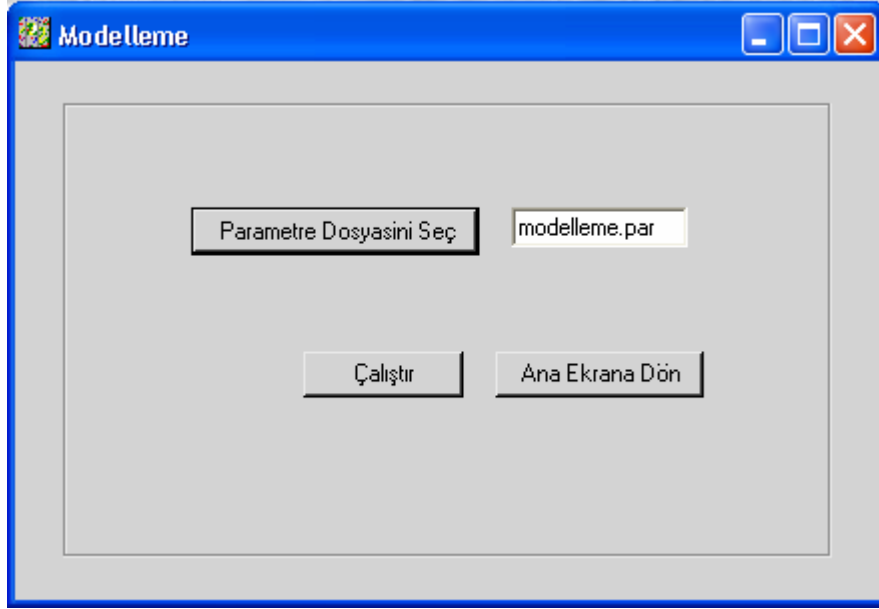 Modelleme
Parametre Dosyasini Seç modelleme.par
Çalıştır Ana Ekrana Dön